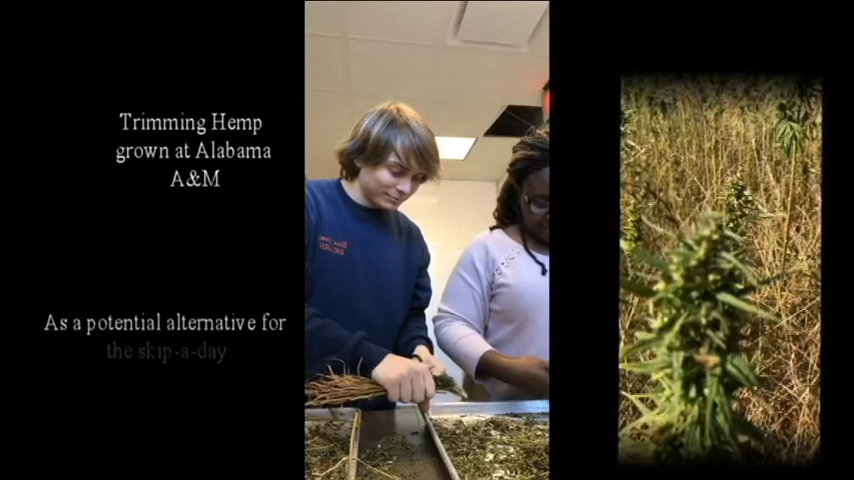 Trimming Hemp
grown at Alabama
A&M
As a potential alternative for
the skip-a-day